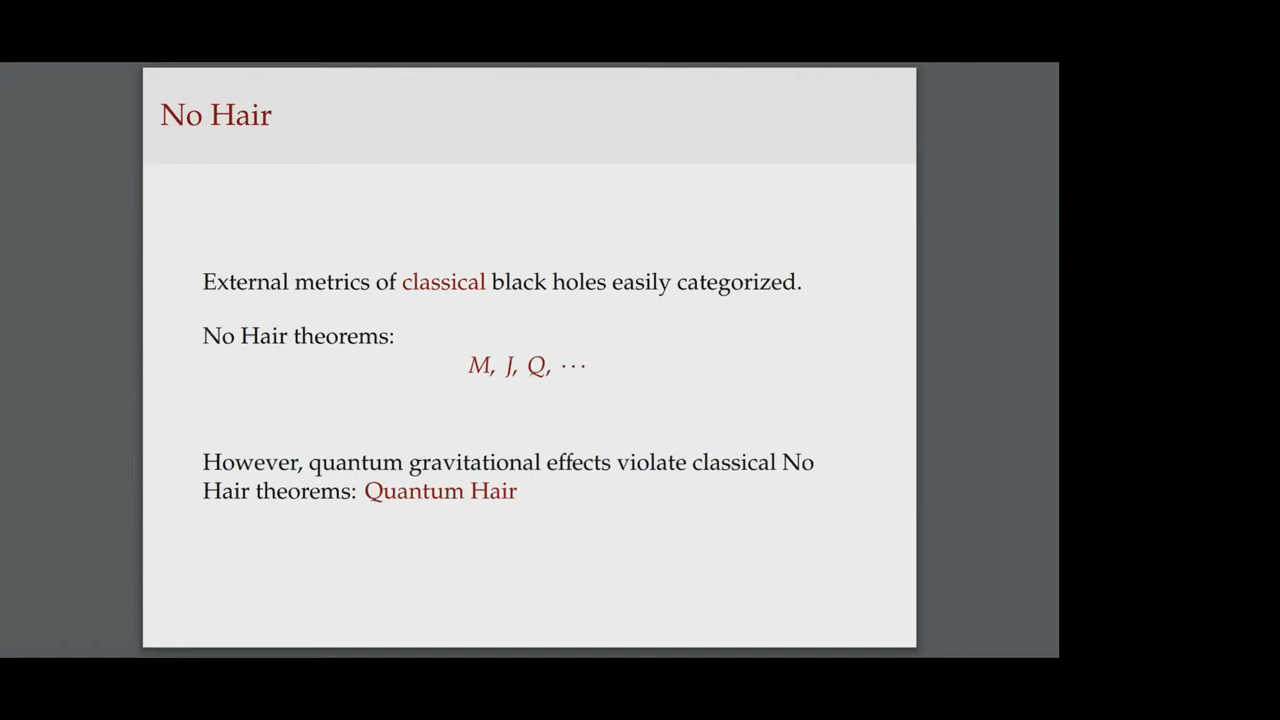 No Hair
External metrics of classical black holes easily categorized.
No Hair theorems:
M, J, Q, ···
However, quantum gravitational effects violate classical No
Hair theorems: Quantum Hair